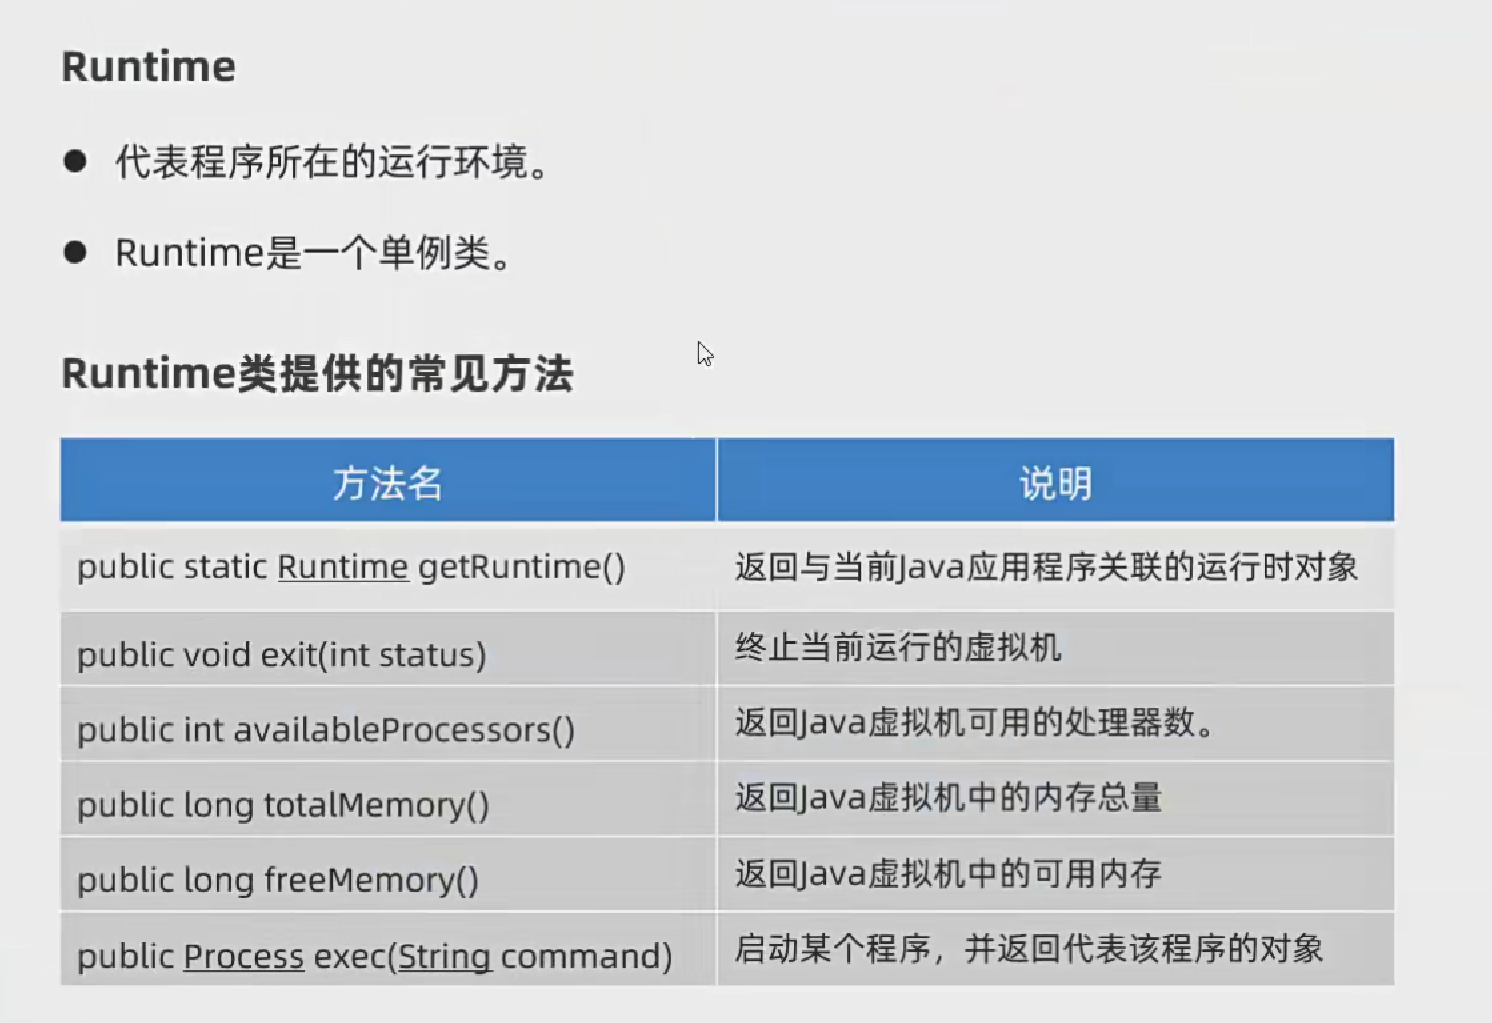 Runtime
● 代表程序所在的运行环境。
● Runtime是一个单例类。
Runtime类提供的常见方法
方法名 说明
public static Runtime getRuntime() 返回与当前Java应用程序关联的运行时对象
public void exit(int status) 终止当前运行的虚拟机
public int availableProcessors() 返回Java虚拟机可用的处理器数。
public long totalMemory() 返回Java虚拟机中的内存总量
public long freeMemory() 返回Java虚拟机中的可用内存
public Process exec(String command) 启动某个程序，并返回代表该程序的对象